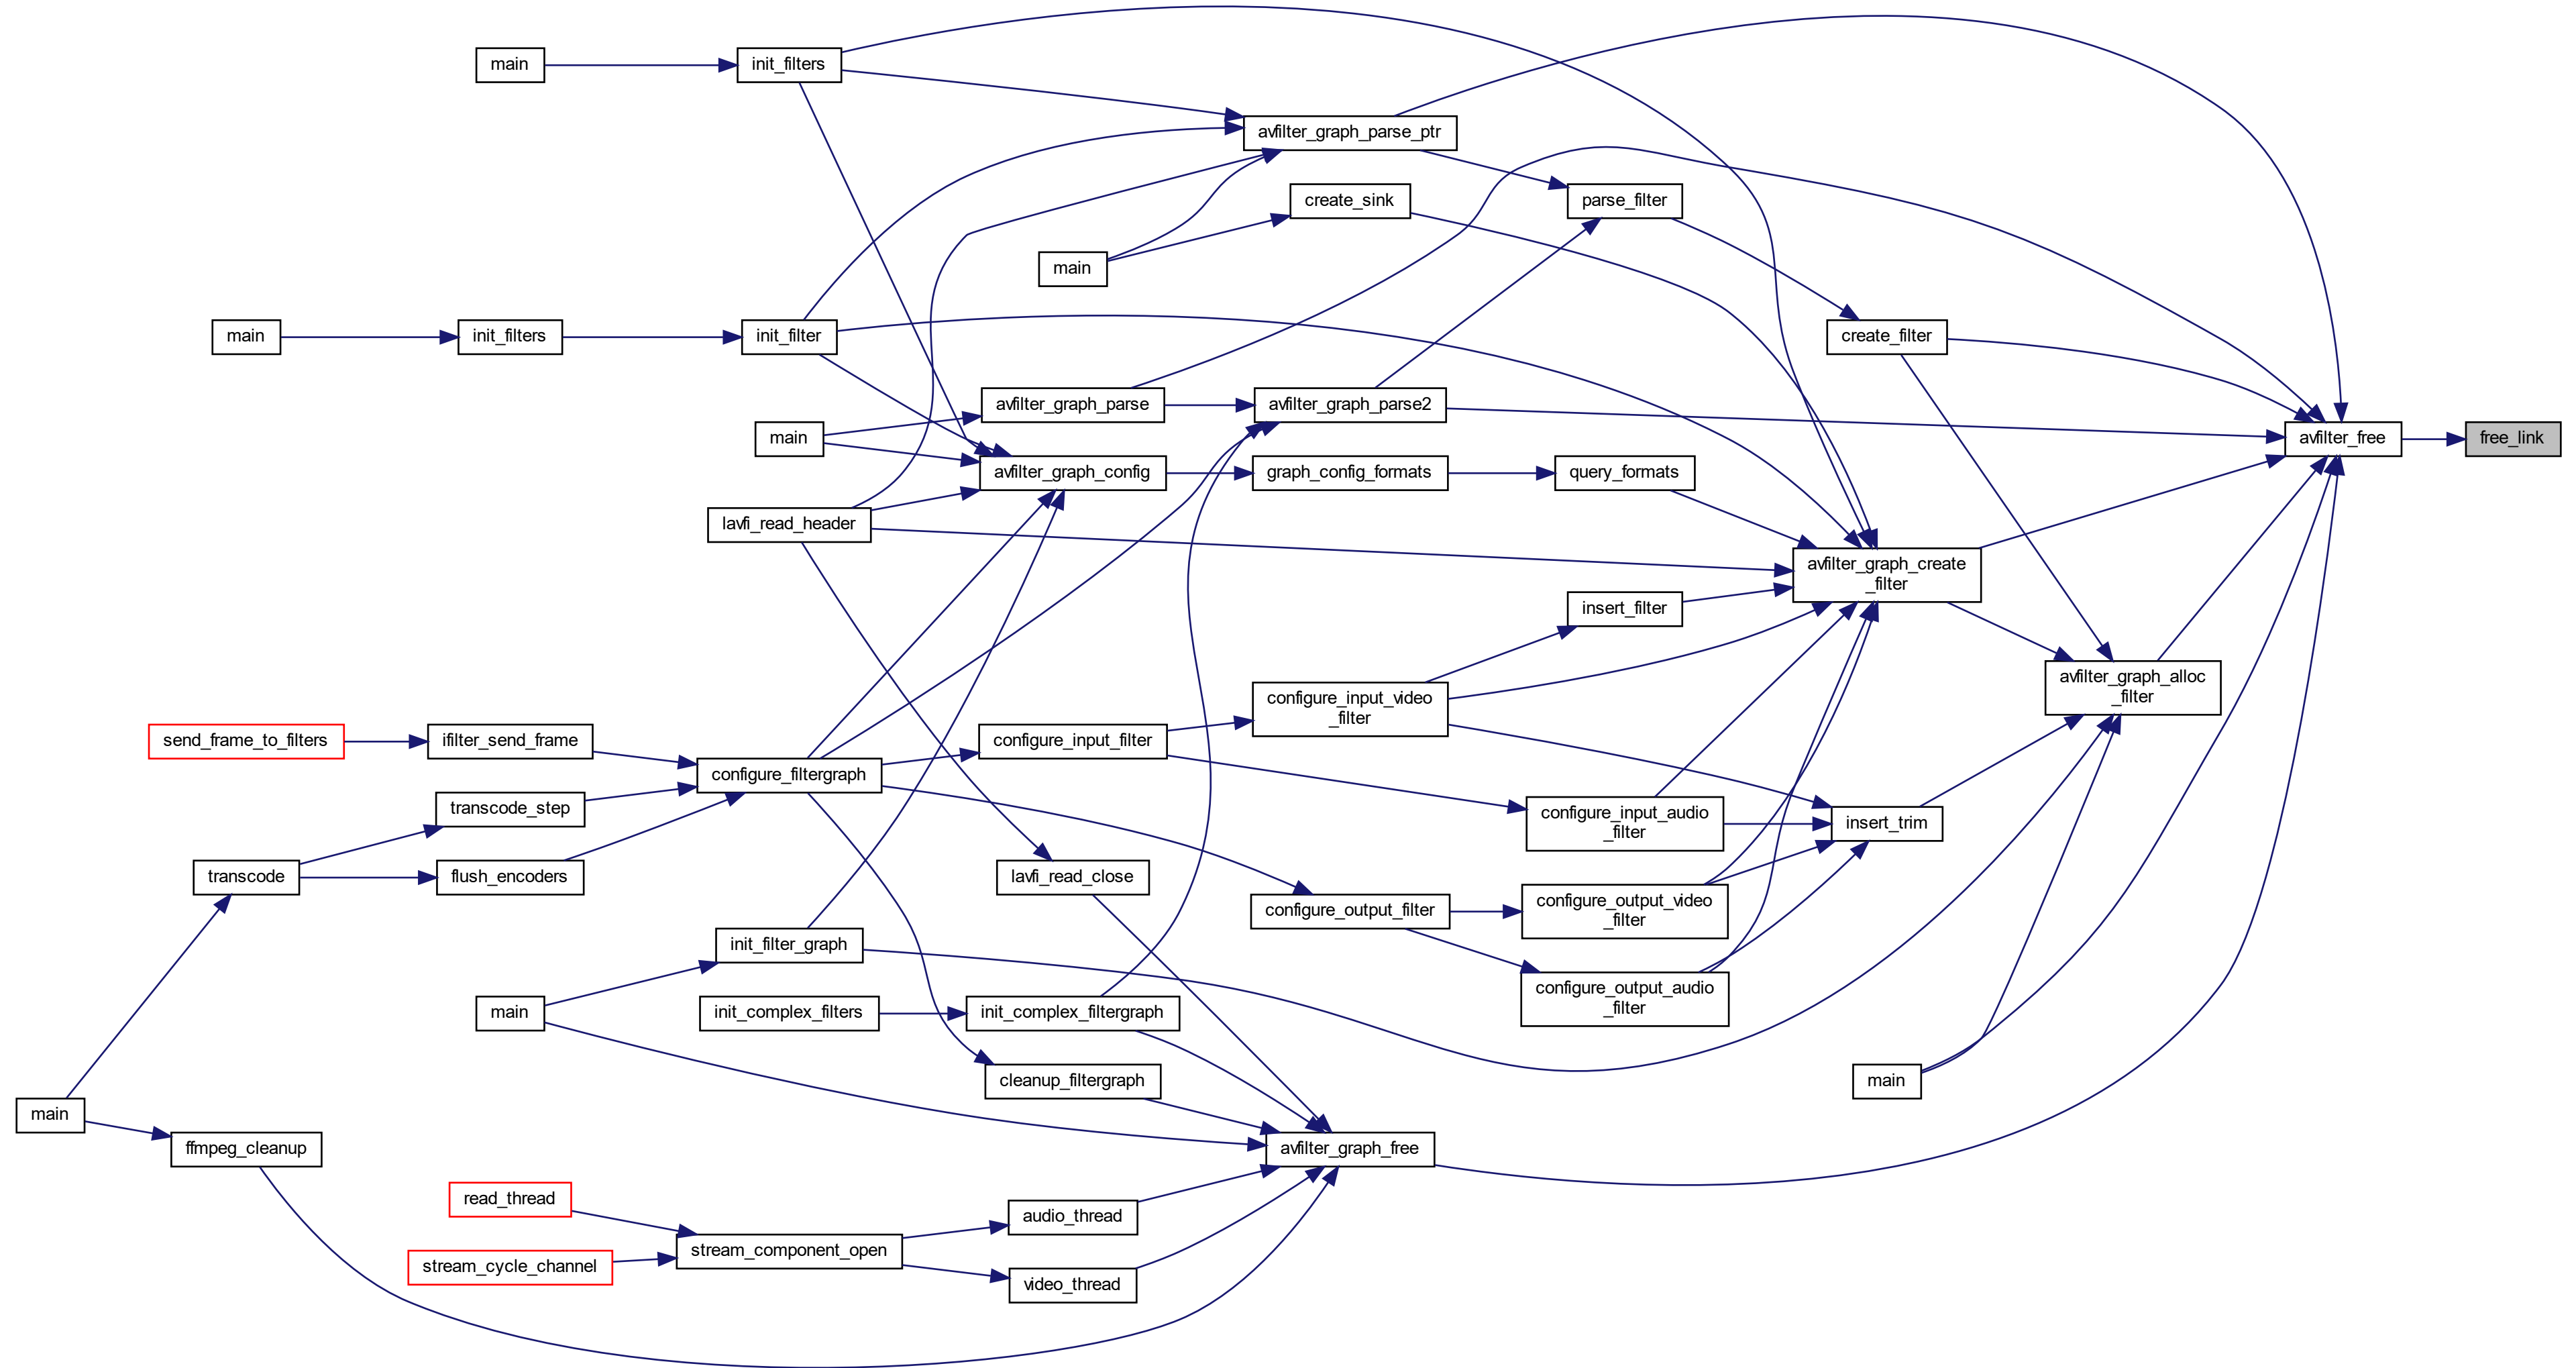 main
init_filters
avfilter_graph_parse_ptr
create_sink
parse_filter
main
main
init_filters
init_filter
create_filter
avfilter_graph_parse
avfilter_graph_parse2
main
avfilter_free
free_link
avfilter_graph_config
graph_config_formats
query_formats
lavfi_read_header
avfilter_graph_create
_filter
insert_filter
avfilter_graph_alloc
_filter
configure_input_video
_filter
send_frame_to_filters
ifilter_send_frame
configure_input_filter
configure_filtergraph
transcode_step
configure_input_audio
_filter
insert_trim
transcode
flush_encoders
lavfi_read_close
configure_output_filter
configure_output_video
_filter
init_filter_graph
configure_output_audio
_filter
main
init_complex_filters
init_complex_filtergraph
cleanup_filtergraph
main
main
ffmpeg_cleanup
avfilter_graph_free
read_thread
audio_thread
stream_component_open
stream_cycle_channel
video_thread